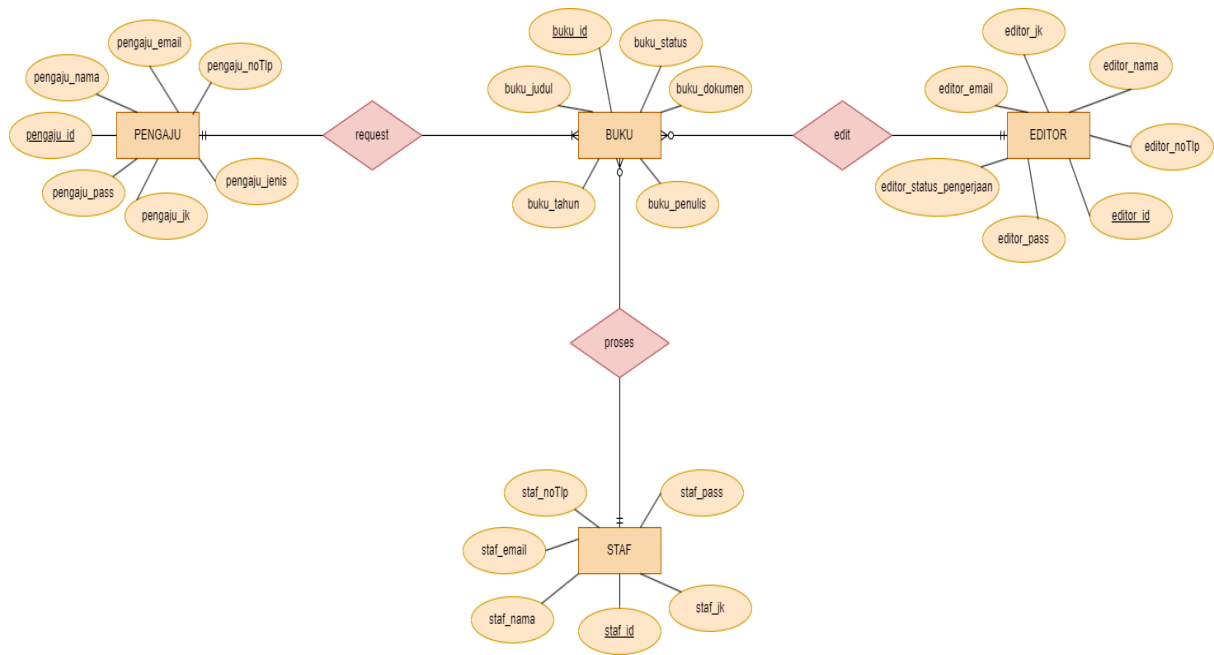 pengaju_email
pengaju_noTlp
pengaju_nama
pengaju_id
PENGAJU
pengaju_pass
pengaju_jk
pengaju_jenis
request
buku_id
buku_status
buku_judul
buku_dokumen
BUKU
buku_tahun
buku_penulis
edit
editor_jk
editor_nama
editor_email
EDITOR
editor_noTlp
editor_status_pengerjaan
editor_id
editor_pass
proses
staf_noTlp
staf_pass
staf_email
STAF
staf_nama
staf_id
staf_jk